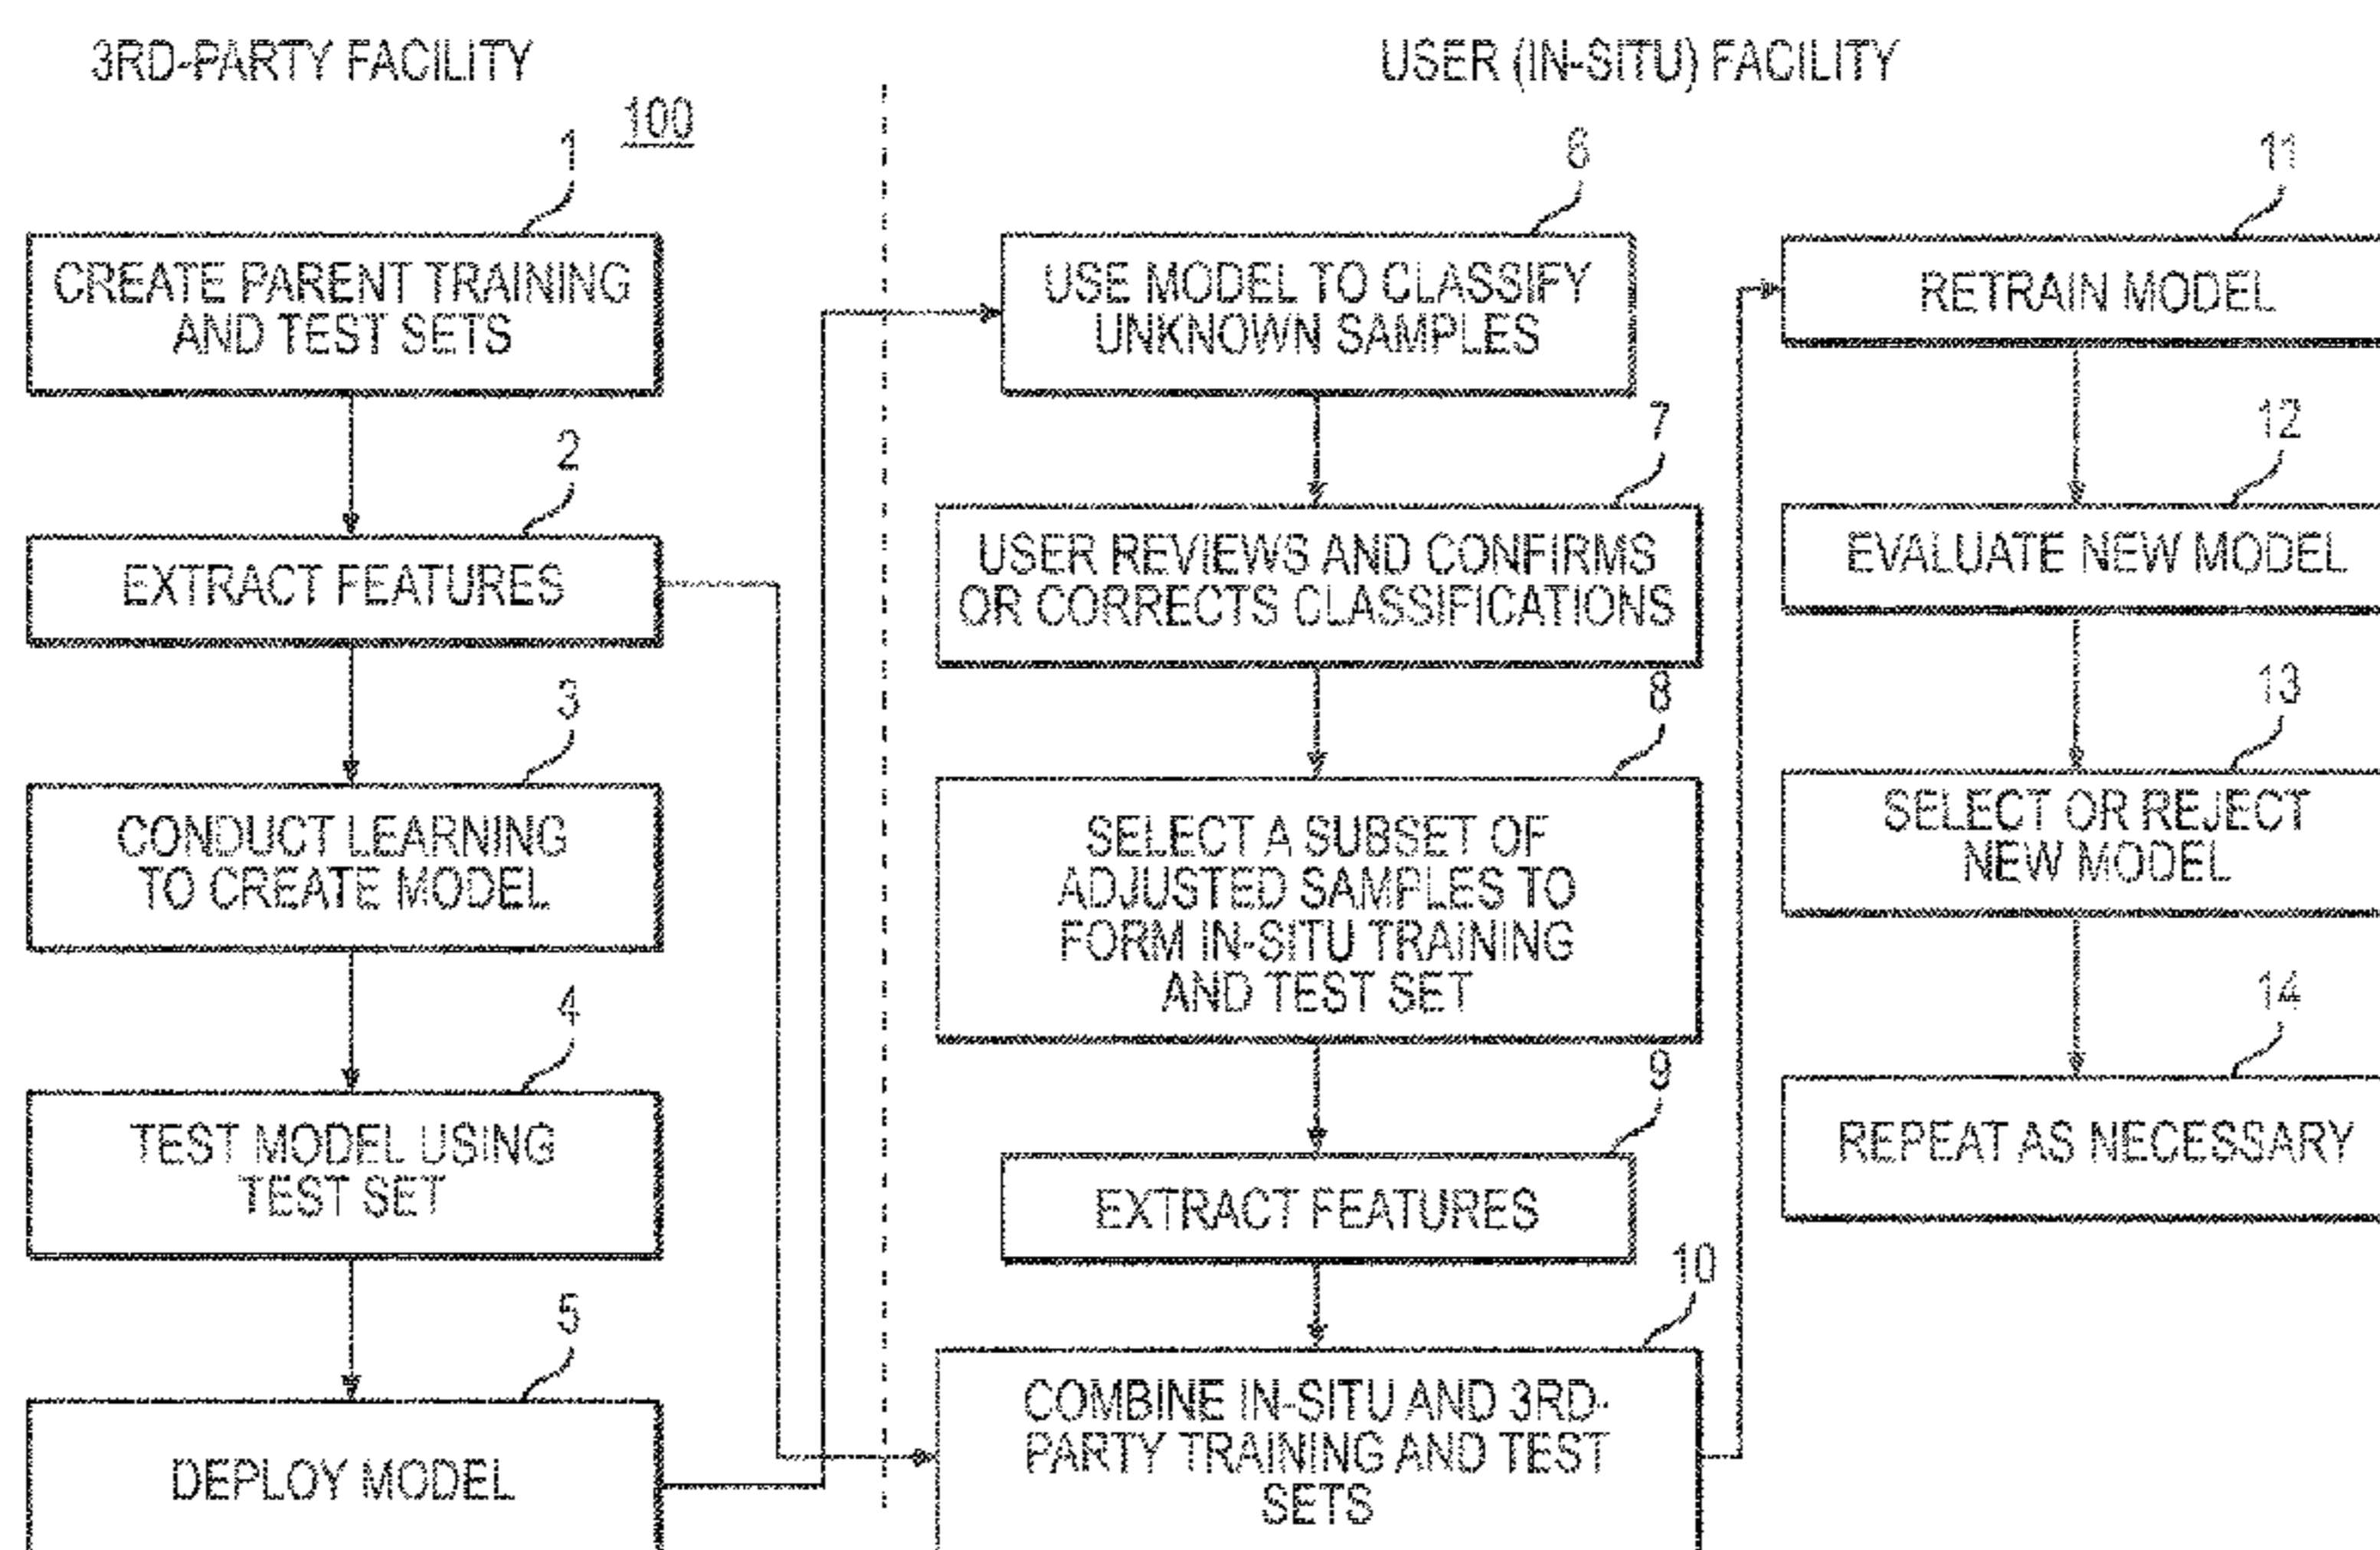 3RD-PARTY FACILITY
100
1
CREATE PARENT TRAINING
AND TEST SETS
2
EXTRACT FEATURES
3
CONDUCT LEARNING
TO CREATE MODEL
4
TEST MODEL USING
TEST SET
5
DEPLOY MODEL
USER (IN-SITU) FACILITY
6
USE MODEL TO CLASSIFY
UNKNOWN SAMPLES
7
USER REVIEWS AND CONFIRMS
OR CORRECTS CLASSIFICATIONS
8
SELECT A SUBSET OF
ADJUSTED SAMPLES TO
FORM IN-SITU TRAINING
AND TEST SET
9
EXTRACT FEATURES
10
COMBINE IN-SITU AND 3RD-
PARTY TRAINING AND TEST
SETS
11
RETRAIN MODEL
12
EVALUATE NEW MODEL
13
SELECT OR REJECT
NEW MODEL
14
REPEAT AS NECESSARY